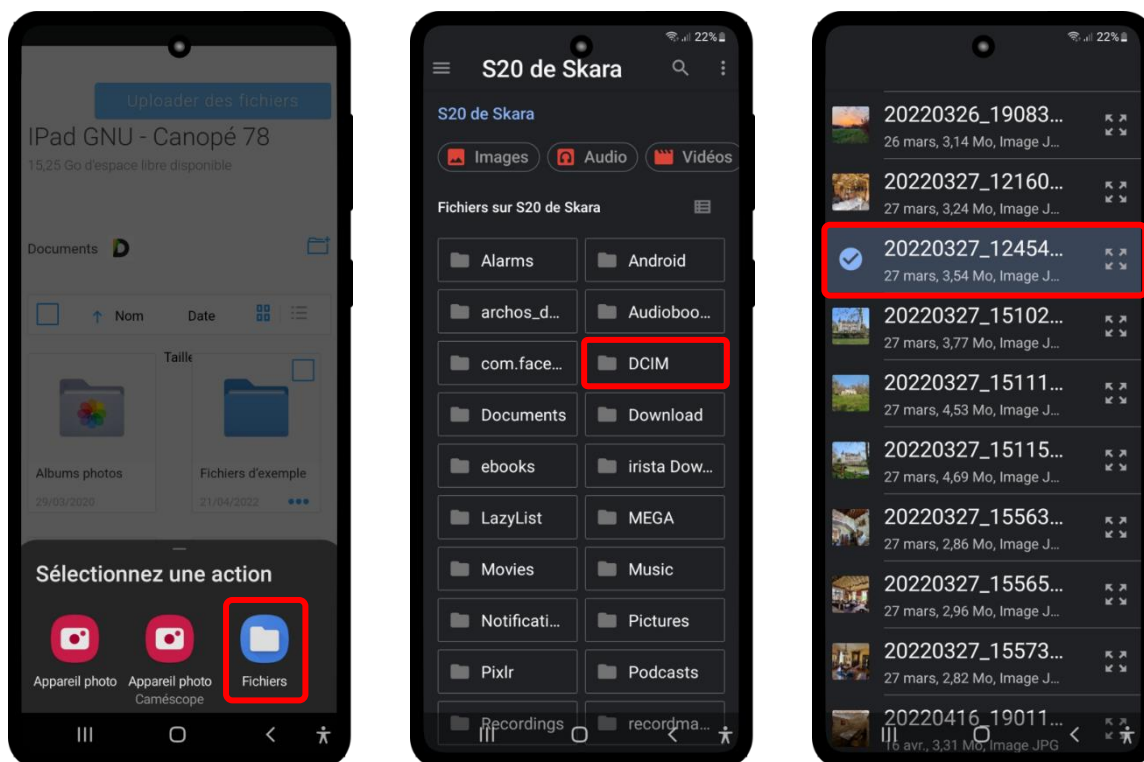 Uploader des fichiers
IPad GNU - Canopé 78
15,25 Go d'espace libre disponible
Documents
Nom Date
Taille
Albums photos Fichiers d'exemple
29/03/2020 21/04/2022
Sélectionnez une action
Appareil photo Appareil photo Fichiers
Caméscope
22%
S20 de Skara
S20 de Skara
Images Audio Vidéos
Fichiers sur S20 de Skara
Alarms Android
archos_d... Audioboo...
com.face... DCIM
Documents Download
ebooks irista Dow...
LazyList MEGA
Movies Music
Notificati... Pictures
Pixlr Podcasts
Recordings recordma...
22%
20220326_19083...
26 mars, 3,14 Mo, Image J...
20220327_12160...
27 mars, 3,24 Mo, Image J...
20220327_12454...
27 mars, 3,54 Mo, Image J...
20220327_15102...
27 mars, 3,77 Mo, Image J...
20220327_15111...
27 mars, 4,53 Mo, Image J...
20220327_15115...
27 mars, 4,69 Mo, Image J...
20220327_15563...
27 mars, 2,86 Mo, Image J...
20220327_15565...
27 mars, 2,96 Mo, Image J...
20220327_15573...
27 mars, 2,82 Mo, Image J...
20220416_19011...
16 avr., 3,31 Mo, Image JPG